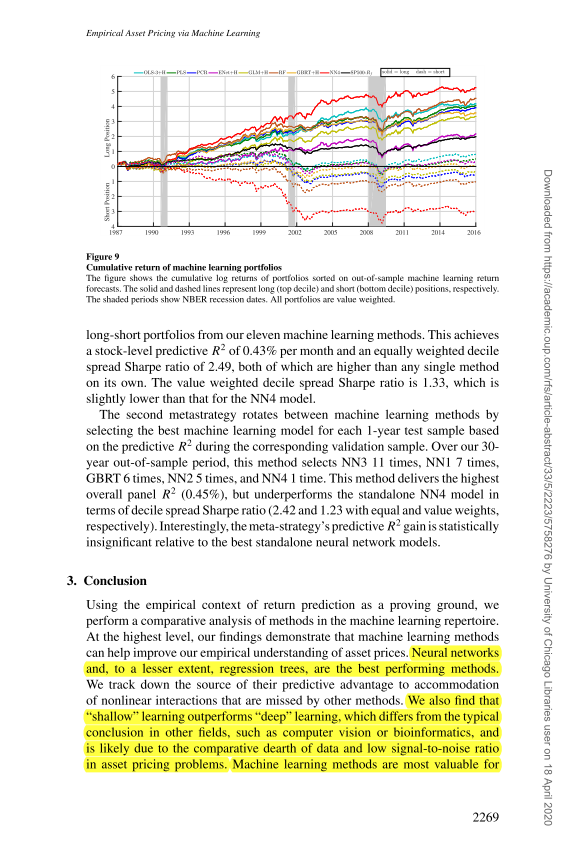 Empirical Asset Pricing via Machine Learning
OLS-3+H PLS PCR ENet+H GLM+H RF GBRT+H NN4 SP500-Rf solid = long dash = short
6
5
4
3
2
1
0
1
2
3
4
Long Position
Short Position
1987 1990 1993 1996 1999 2002 2005 2008 2011 2014 2016
Figure 9
Cumulative return of machine learning portfolios
The figure shows the cumulative log returns of portfolios sorted on out-of-sample machine learning return
forecasts. The solid and dashed lines represent long (top decile) and short (bottom decile) positions, respectively.
The shaded periods show NBER recession dates. All portfolios are value weighted.
long-short portfolios from our eleven machine learning methods. This achieves
a stock-level predictive R² of 0.43% per month and an equally weighted decile
spread Sharpe ratio of 2.49, both of which are higher than any single method
on its own. The value weighted decile spread Sharpe ratio is 1.33, which is
slightly lower than that for the NN4 model.
The second metastrategy rotates between machine learning methods by
selecting the best machine learning model for each 1-year test sample based
on the predictive R² during the corresponding validation sample. Over our 30-
year out-of-sample period, this method selects NN3 11 times, NN1 7 times,
GBRT 6 times, NN2 5 times, and NN4 1 time. This method delivers the highest
overall panel R² (0.45%), but underperforms the standalone NN4 model in
terms of decile spread Sharpe ratio (2.42 and 1.23 with equal and value weights,
respectively). Interestingly, the meta-strategy's predictive R² gain is statistically
insignificant relative to the best standalone neural network models.
3. Conclusion
Using the empirical context of return prediction as a proving ground, we
perform a comparative analysis of methods in the machine learning repertoire.
At the highest level, our findings demonstrate that machine learning methods
can help improve our empirical understanding of asset prices. Neural networks
and, to a lesser extent, regression trees, are the best performing methods.
We track down the source of their predictive advantage to accommodation
of nonlinear interactions that are missed by other methods. We also find that
"shallow" learning outperforms "deep" learning, which differs from the typical
conclusion in other fields, such as computer vision or bioinformatics, and
is likely due to the comparative dearth of data and low signal-to-noise ratio
in asset pricing problems. Machine learning methods are most valuable for
2269
Downloaded from https://academic.oup.com/rfs/article-abstract/33/5/2223/5758276 by University of Chicago Libraries user on 18 April 2020